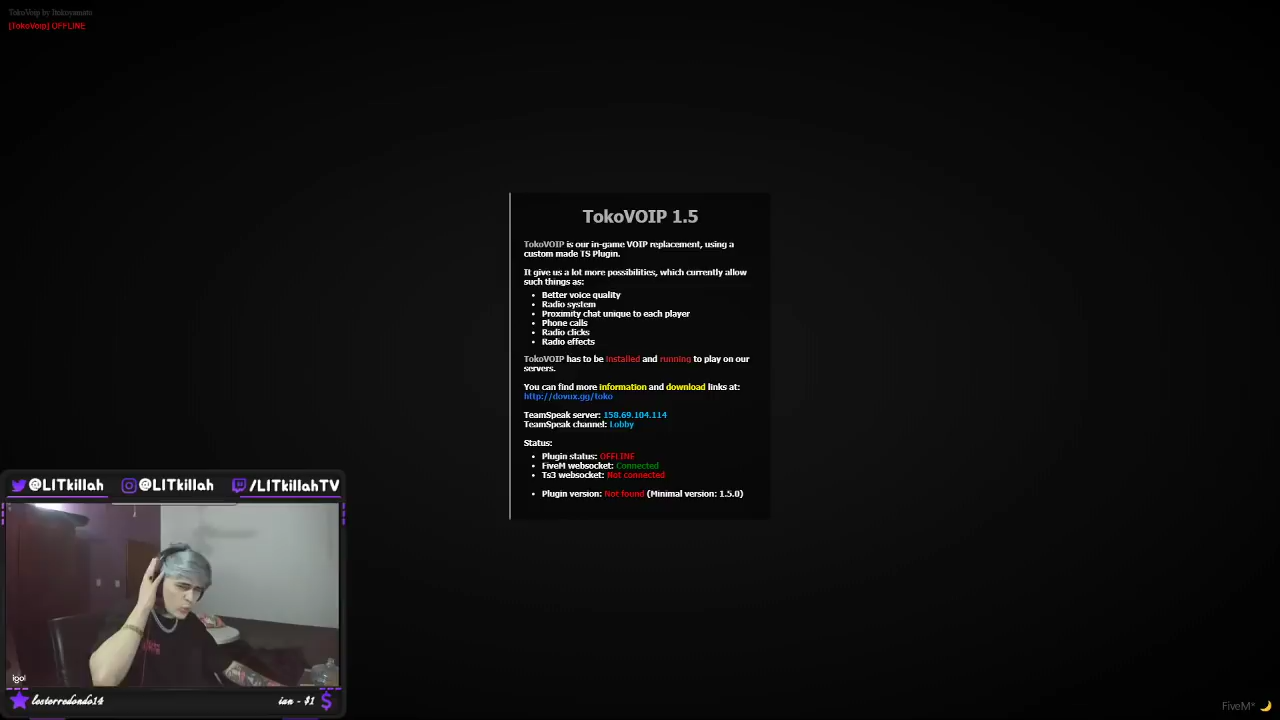 TokoVoip by Itokoyamato
[TokoVoip] OFFLINE
TokoVOIP 1.5
TokoVOIP is our in-game VOIP replacement, using a
custom made TS Plugin.
It give us a lot more possibilities, which currently allow
such things as:
• Better voice quality
• Radio system
• Proximity chat unique to each player
• Phone calls
• Radio clicks
• Radio effects
TokoVOIP has to be installed and running to play on our
servers.
You can find more information and download links at:
http://dovux.gg/toko
TeamSpeak server: 158.69.104.114
TeamSpeak channel: Lobby
Status:
• Plugin status: OFFLINE
• FiveM websocket: Connected
• Ts3 websocket: Not connected
• Plugin version: Not found (Minimal version: 1.5.0)
@LITkillah @LITkillah /LITkillahTV
igo!
lestorredondo14 ian - $1
FiveM*